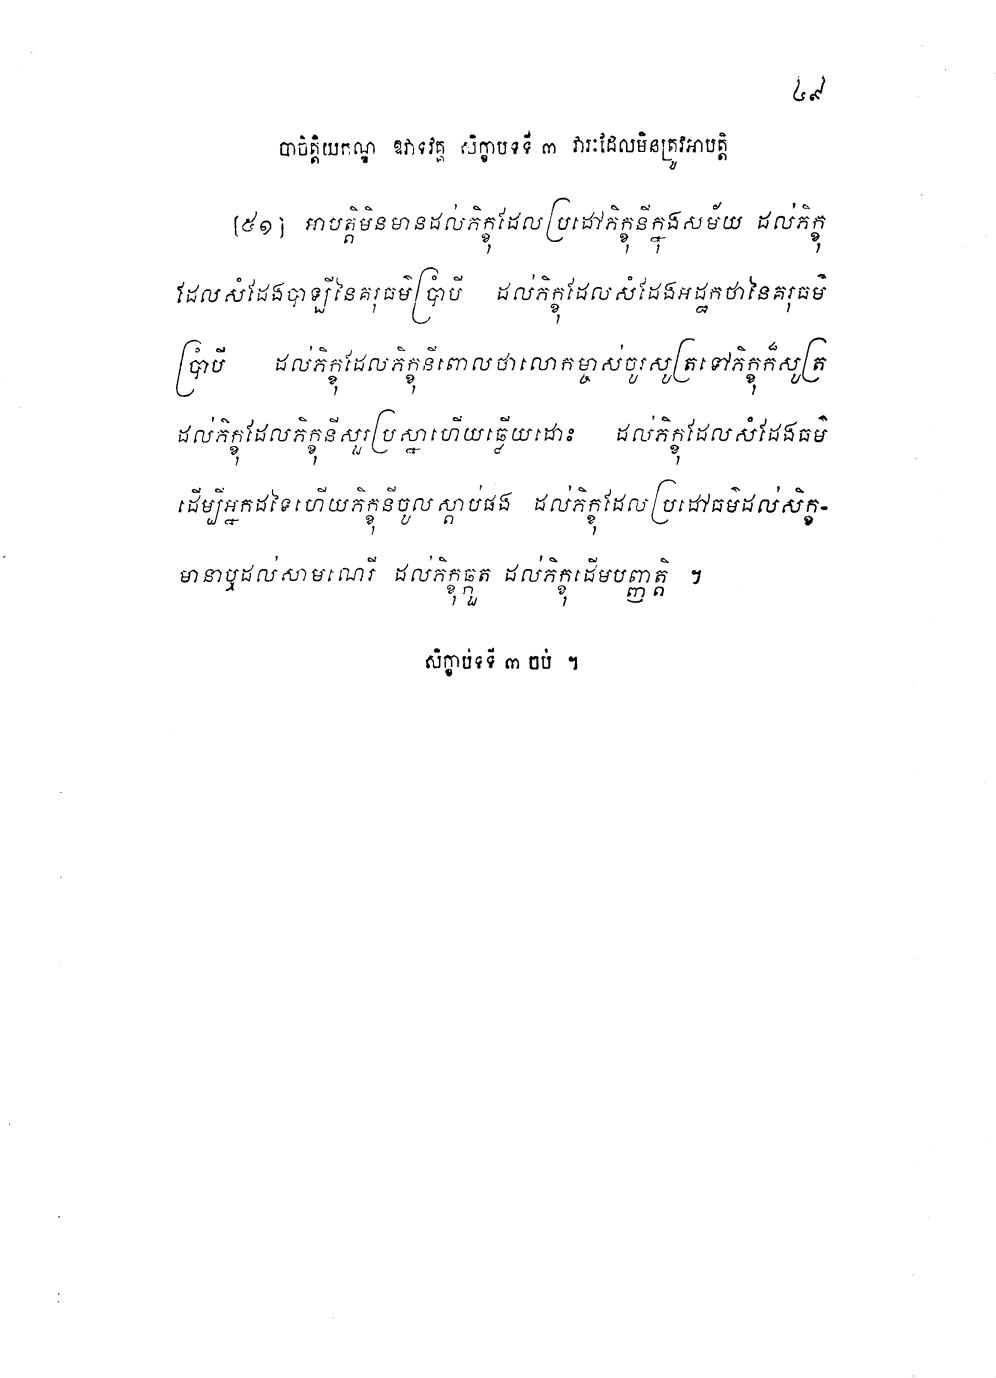 ៤៩
បាចិត្តិយកណ្ឌ ឱវាទវគ្គ សិក្ខាបទទី ៣ វារៈដែលមិនត្រូវអាបត្តិ
[៥១] អាបត្តិមិនមានដល់ភិក្ខុដែលប្រដៅភិក្ខុនីក្នុងសម័យ ដល់ភិក្ខុ
ដែលសំដែងបាឡីនៃគរុធម៌ប្រាំបី ដល់ភិក្ខុដែលសំដែងអដ្ឋកថានៃគរុធម៌
ប្រាំបី ដល់ភិក្ខុដែលភិក្ខុនីពោលថាលោកម្ចាស់ចូរសូត្រទៅភិក្ខុក៏សូត្រ
ដល់ភិក្ខុដែលភិក្ខុនីសួរប្រស្នាហើយឆ្លើយដោះ ដល់ភិក្ខុដែលសំដែងធម៌
ដើម្បីអ្នកដទៃហើយភិក្ខុនីចូលស្តាប់ផង ដល់ភិក្ខុដែលប្រដៅធម៌ដល់សិក្ខ-
មានាឬដល់សាមណេរី ដល់ភិក្ខុឆ្កួត ដល់ភិក្ខុដើមបញ្ញត្តិ ។
សិក្ខាប់ទទី ៣ ចប់ ។